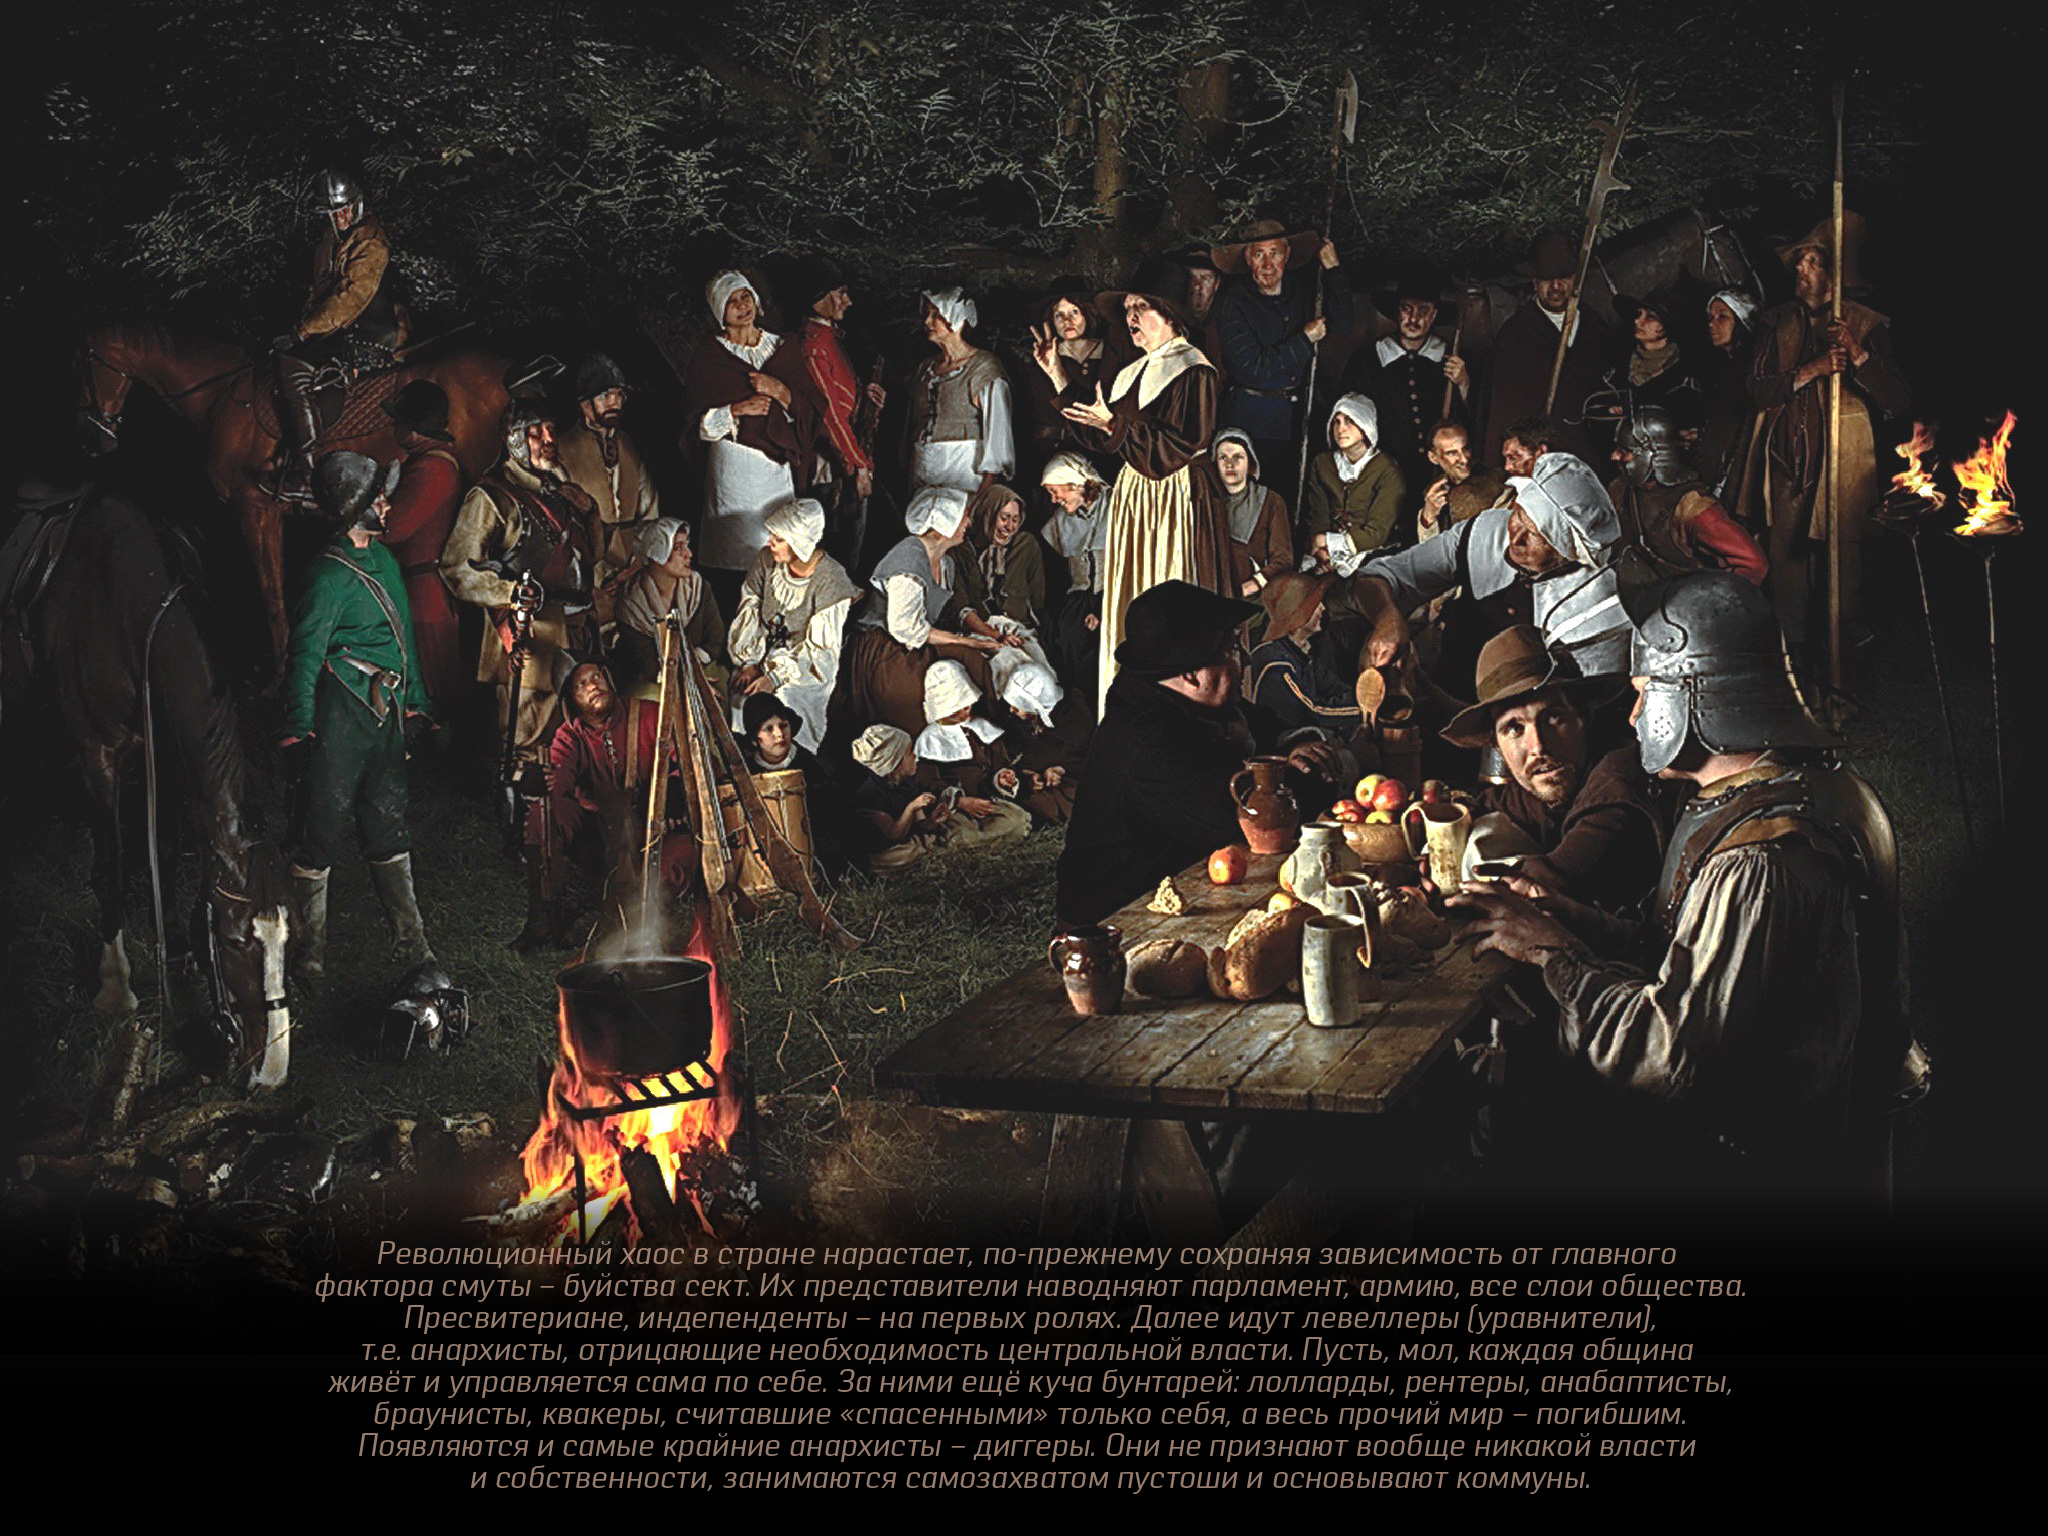 Революционный хаос в стране нарастает, по-прежнему сохраняя зависимость от главного
фактора смуты – буйства сект. Их представители наводняют парламент, армию, все слои общества.
Пресвитериане, индепенденты – на первых ролях. Далее идут левеллеры (уравнители),
т.е. анархисты, отрицающие необходимость центральной власти. Пусть, мол, каждая община
живёт и управляется сама по себе. За ними ещё куча бунтарей: лолларды, рентеры, анабаптисты,
браунисты, квакеры, считавшие «спасенными» только себя, а весь прочий мир – погибшим.
Появляются и самые крайние анархисты – диггеры. Они не признают вообще никакой власти
и собственности, занимаются самозахватом пустоши и основывают коммуны.